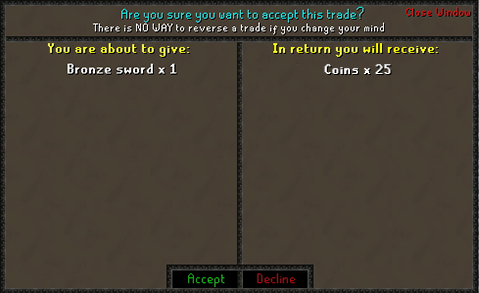 Are you sure you want to accept this trade?
Close Window
There is NO WAY to reverse a trade if you change your mind
You are about to give:
Bronze sword x 1
In return you will receive:
Coins x 25
Accept
Decline